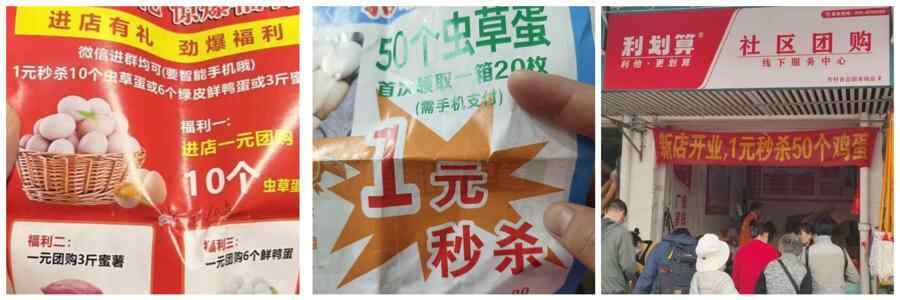 进店有礼 劲爆福利
微信进群均可(要智能手机哦)
1元秒杀10个虫草蛋或6个绿皮鲜鸭蛋或3斤蜜
福利一:
进店一元团购
10个 虫草蛋
福利二:
一元团购3斤蜜薯
福利三:
一元团购6个鲜鸭蛋
50个虫草蛋
首次领取一箱20枚
(需手机支付)
1元
秒杀
利划算®
利他·更划算
社区团购
线下服务中心
新店开业,1元秒杀50个鸡蛋